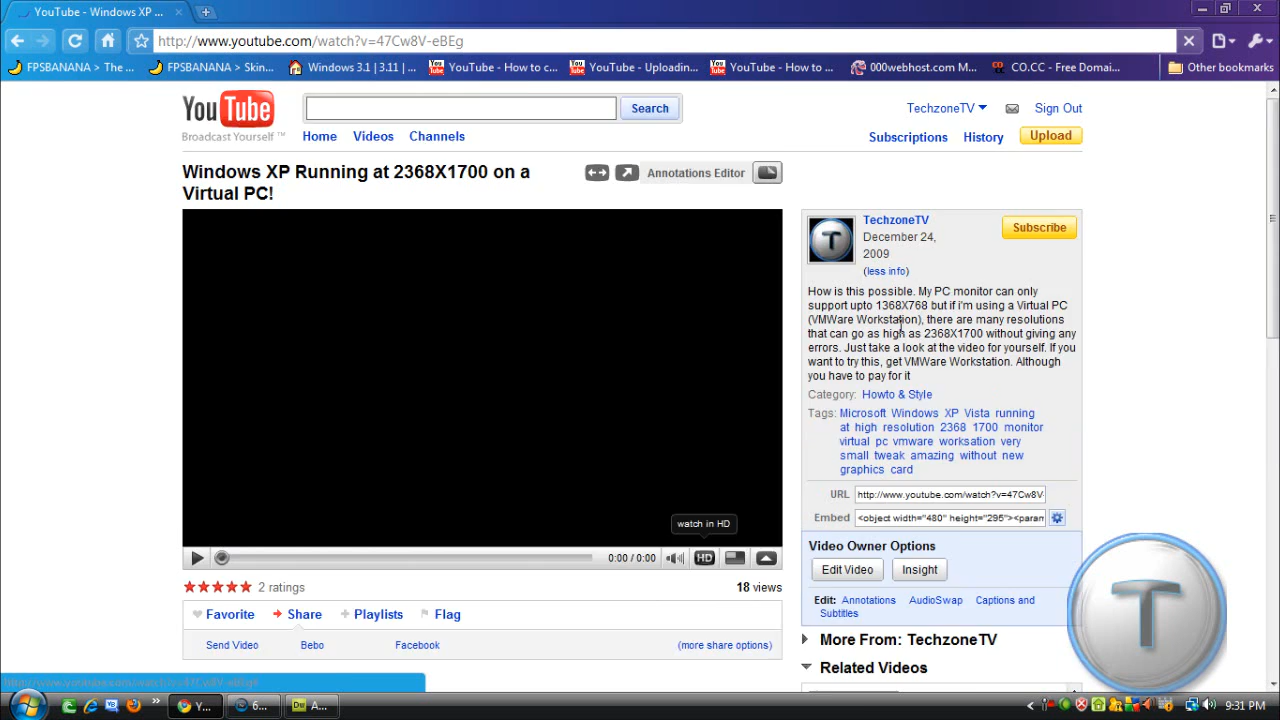 YouTube - Windows XP ...
http://www.youtube.com/watch?v=47Cw8V-eBEg
FPSBANANA > The ...
FPSBANANA > Skin...
Windows 3.1 | 3.11 | ...
YouTube - How to c...
YouTube - Uploadin...
YouTube - How to ...
000webhost.com M...
CO.CC - Free Domai...
Other bookmarks
YouTube
Broadcast Yourself ™
Search
TechzoneTV
Sign Out
Home
Videos
Channels
Subscriptions
History
Upload
Windows XP Running at 2368X1700 on a
Virtual PC!
Annotations Editor
watch in HD
0:00 / 0:00
HD
2 ratings
18 views
Favorite
Share
Playlists
Flag
Send Video
Bebo
Facebook
(more share options)
T
TechzoneTV
December 24,
2009
(less info)
Subscribe
How is this possible. My PC monitor can only
support upto 1368X768 but if i'm using a Virtual PC
(VMWare Workstation), there are many resolutions
that can go as high as 2368X1700 without giving any
errors. Just take a look at the video for yourself. If you
want to try this, get VMWare Workstation. Although
you have to pay for it
Category: Howto & Style
Tags: Microsoft Windows XP Vista running
at high resolution 2368 1700 monitor
virtual pc vmware worksation very
small tweak amazing without new
graphics card
URL http://www.youtube.com/watch?v=47Cw8V-
Embed <object width="480" height="295"><param
Video Owner Options
Edit Video
Insight
Edit: Annotations AudioSwap Captions and
Subtitles
More From: TechzoneTV
Related Videos
T
http://www.youtube.com/watch?v=47Cw8V-eBEg#
Y...
6...
A...
9:31 PM